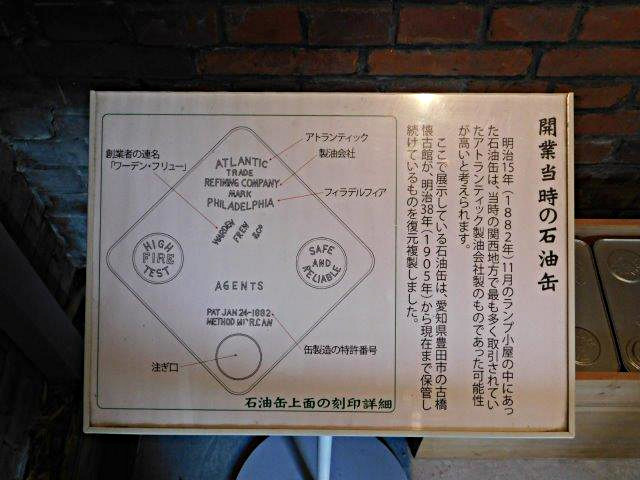 開業当時の石油缶
明治15年（1882年）11月のランプ小屋の中にあっ
た石油缶は、当時の関西地方で最も多く取引されてい
たアトランティック製油会社製のものであった可能性
が高いと考えられます。
ここで展示している石油缶は、愛知県豊田市の古橋
懐古館が、明治38年（1905年）から現在まで保管し
続けているものを復元複製しました。
アトランティック
製油会社
創業者の連名
「ワーデン・フリュー」
フィラデルフィア
ATLANTIC
TRADE
REFINING COMPANY
MARK
PHILADELPHIA
WARDEN
FREW
&CO
HIGH
FIRE
TEST
SAFE
AND
RELIABLE
AGENTS
PAT JAN 24-1882
METHOD
缶製造の特許番号
注ぎ口
石油缶上面の刻印詳細